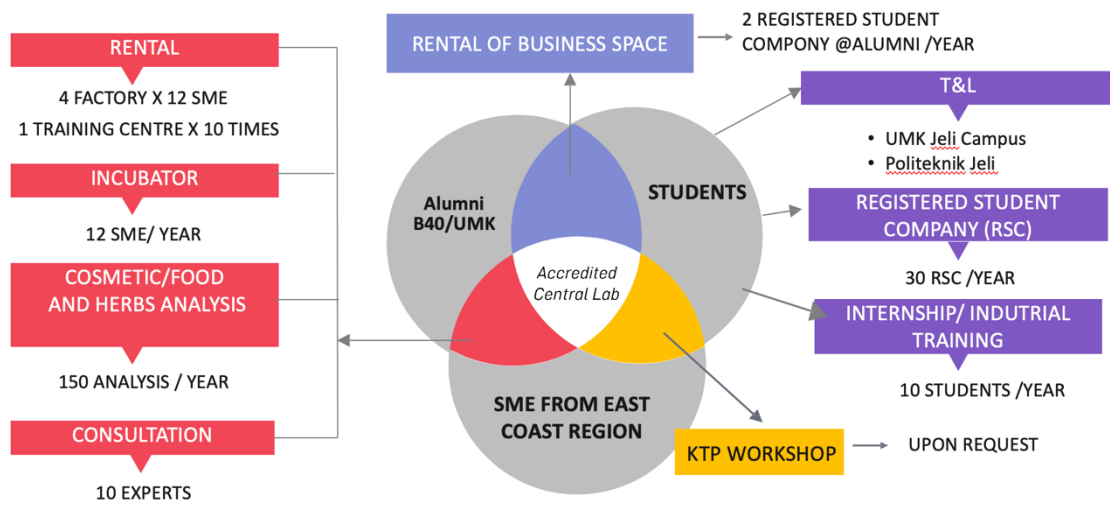 RENTAL
4 FACTORY X 12 SME
1 TRAINING CENTRE X 10 TIMES
INCUBATOR
12 SME/ YEAR
COSMETIC/FOOD
AND HERBS ANALYSIS
150 ANALYSIS / YEAR
CONSULTATION
10 EXPERTS
RENTAL OF BUSINESS SPACE
2 REGISTERED STUDENT
COMPONY @ALUMNI /YEAR
Alumni
B40/UMK
STUDENTS
Accredited
Central Lab
SME FROM EAST
COAST REGION
T&L
• UMK Jeli Campus
• Politeknik Jeli
REGISTERED STUDENT
COMPANY (RSC)
30 RSC /YEAR
INTERNSHIP/ INDUTRIAL
TRAINING
10 STUDENTS /YEAR
KTP WORKSHOP
UPON REQUEST